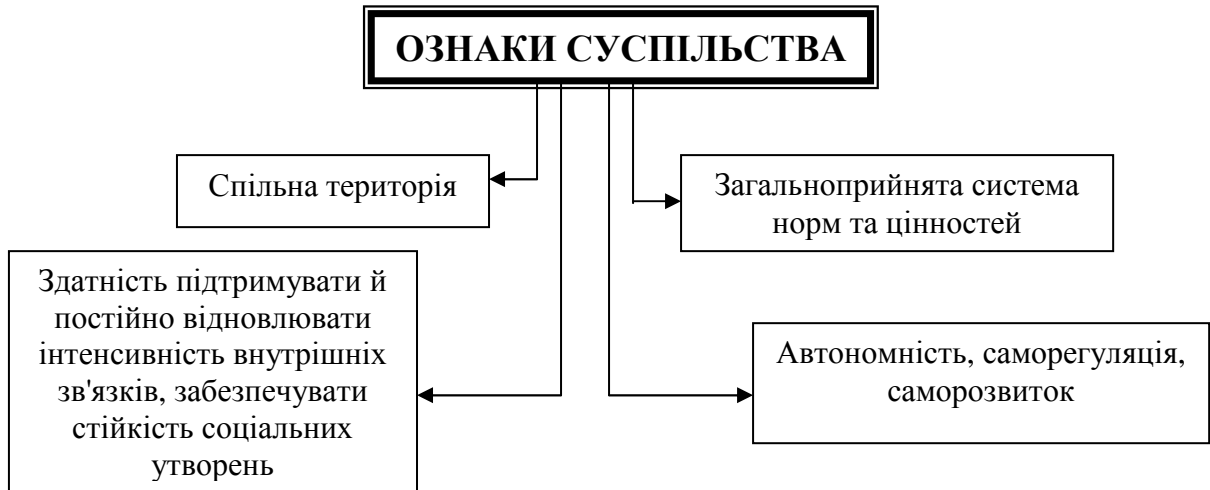 ОЗНАКИ СУСПІЛЬСТВА
Спільна територія
Загальноприйнята система
норм та цінностей
Здатність підтримувати й
постійно відновлювати
інтенсивність внутрішніх
зв'язків, забезпечувати
стійкість соціальних
утворень
Автономність, саморегуляція,
саморозвиток